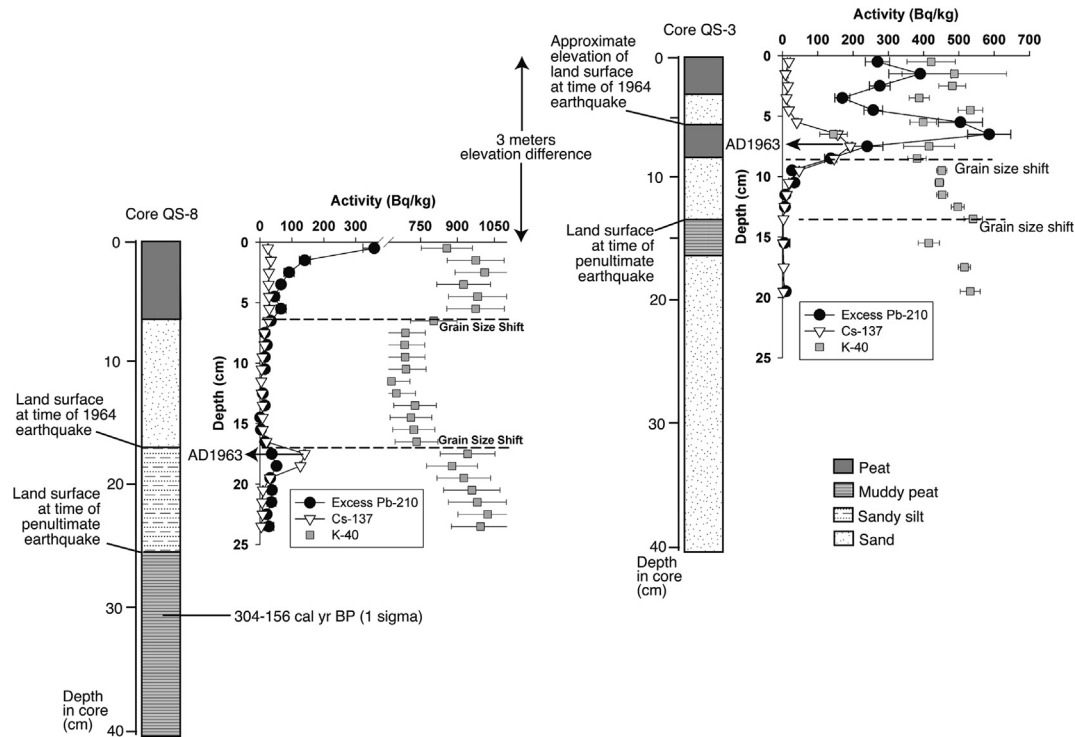 Activity (Bq/kg)
Core QS-3
0 100 200 300 400 500 600 700
Approximate
elevation of
land surface
at time of 1964
earthquake
0
10
20
30
40
Depth
in core
(cm)
AD1963
Land surface
at time of
penultimate
earthquake
Depth (cm)
0
5
10
15
20
25
Grain size shift
Grain size shift
Excess Pb-210
Cs-137
K-40
3 meters
elevation difference
Core QS-8
Activity (Bq/kg)
0 100 200 300 750 900 1050
0
10
20
30
40
Depth
in core
(cm)
Land surface
at time of 1964
earthquake
Land surface
at time of
penultimate
earthquake
Depth (cm)
0
5
10
15
20
25
Grain Size Shift
Grain Size Shift
AD1963
Excess Pb-210
Cs-137
K-40
304-156 cal yr BP (1 sigma)
Peat
Muddy peat
Sandy silt
Sand